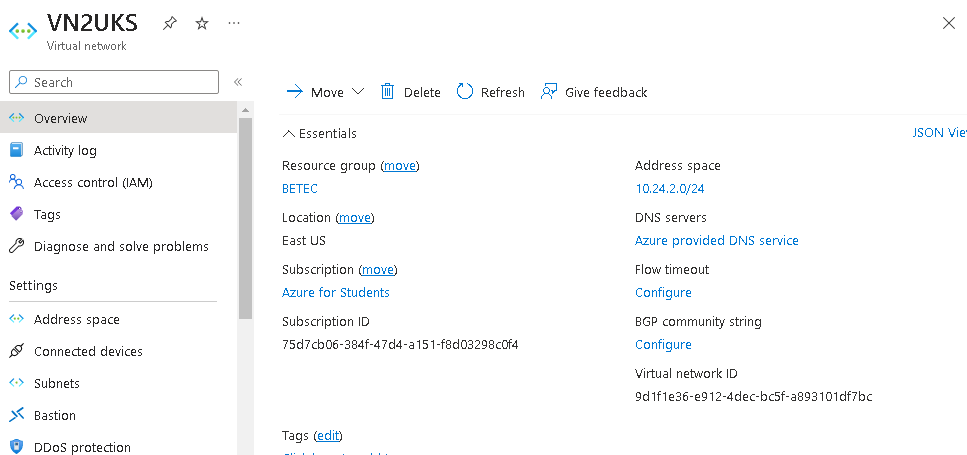 VN2UKS
Virtual network
Search
Overview
Activity log
Access control (IAM)
Tags
Diagnose and solve problems
Settings
Address space
Connected devices
Subnets
Bastion
DDoS protection
Move Delete Refresh Give feedback
Essentials
JSON Vie
Resource group (move)
BETEC
Location (move)
East US
Subscription (move)
Azure for Students
Subscription ID
75d7cb06-384f-47d4-a151-f8d03298c0f4
Address space
10.24.2.0/24
DNS servers
Azure provided DNS service
Flow timeout
Configure
BGP community string
Configure
Virtual network ID
9d1f1e36-e912-4dec-bc5f-a893101df7bc
Tags (edit)